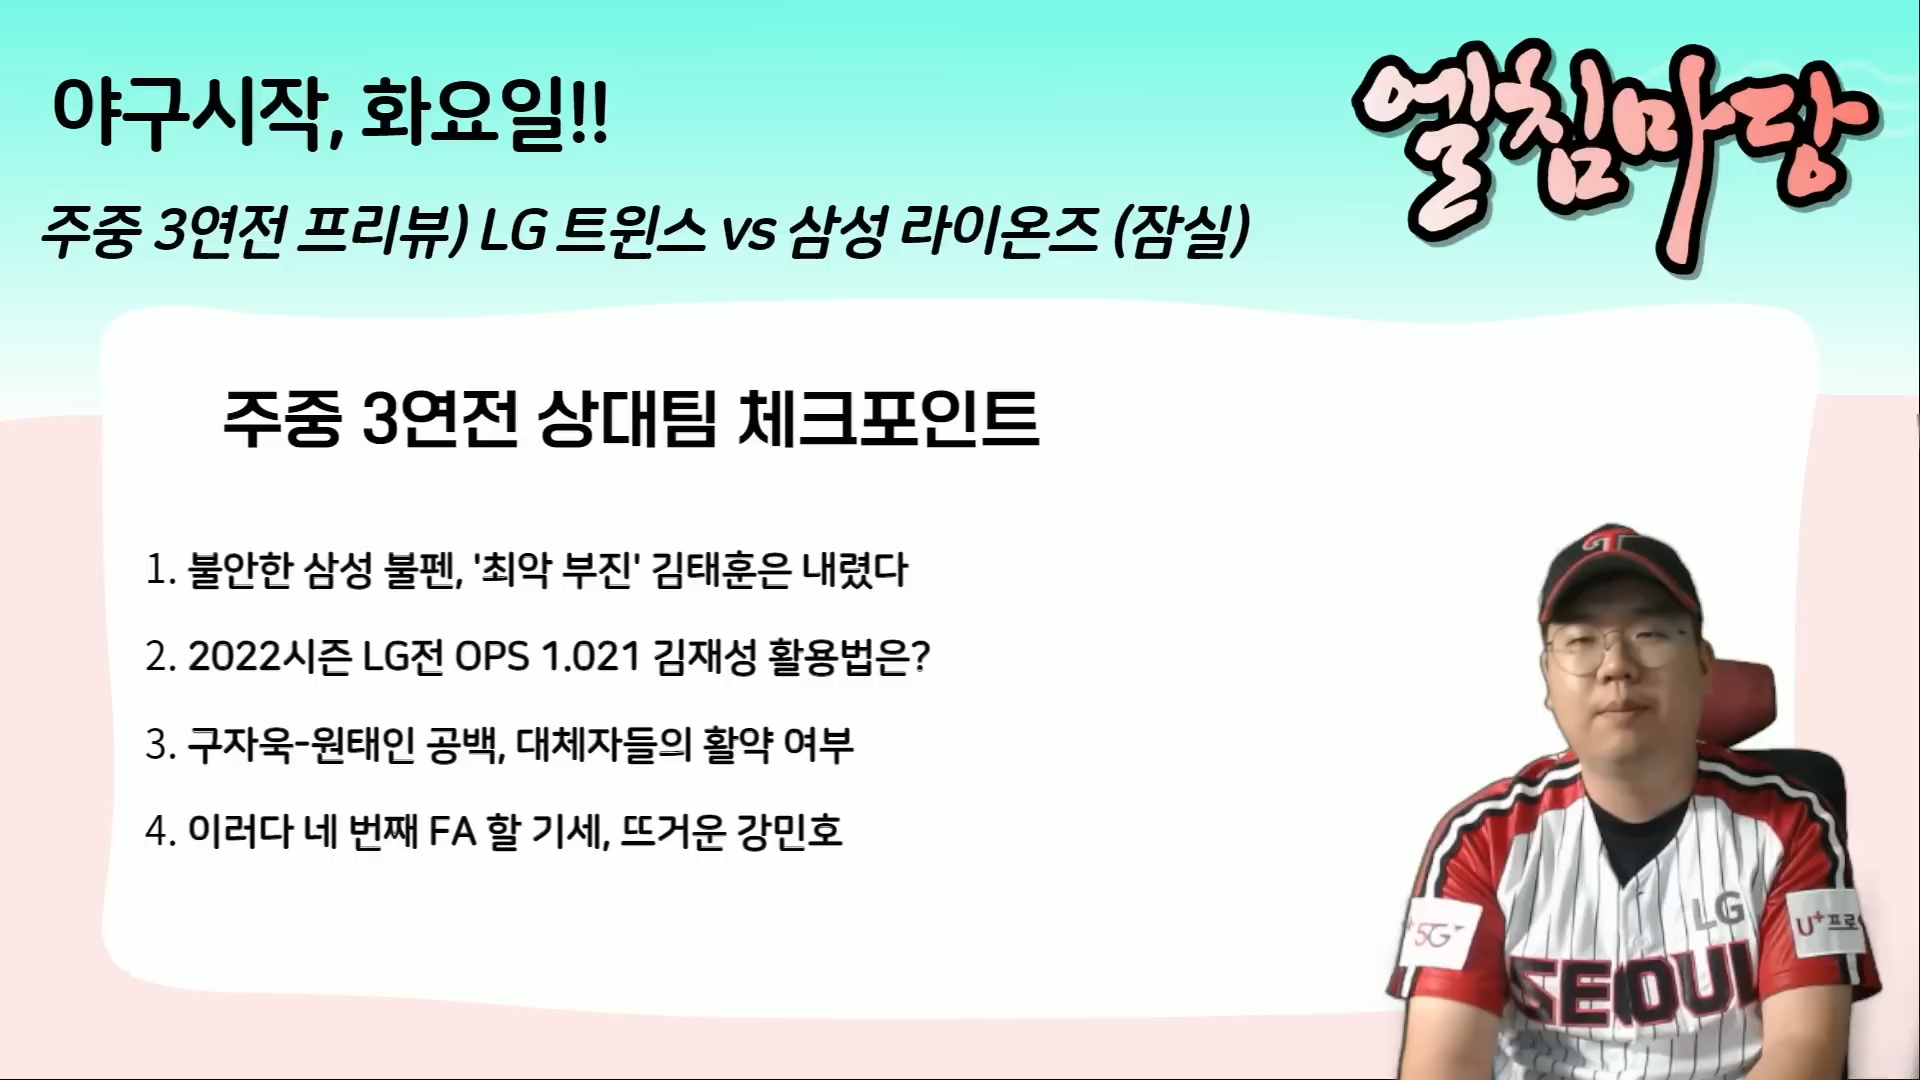 야구시작, 화요일!!
엘침마당
주중 3연전 프리뷰) LG 트윈스 vs 삼성 라이온즈 (잠실)
주중 3연전 상대팀 체크포인트
1. 불안한 삼성 불펜, '최악 부진' 김태훈은 내렸다
2. 2022시즌 LG전 OPS 1.021 김재성 활용법은?
3. 구자욱-원태인 공백, 대체자들의 활약 여부
4. 이러다 네 번째 FA 할 기세, 뜨거운 강민호
LG
5G
U+프로
SEOUL